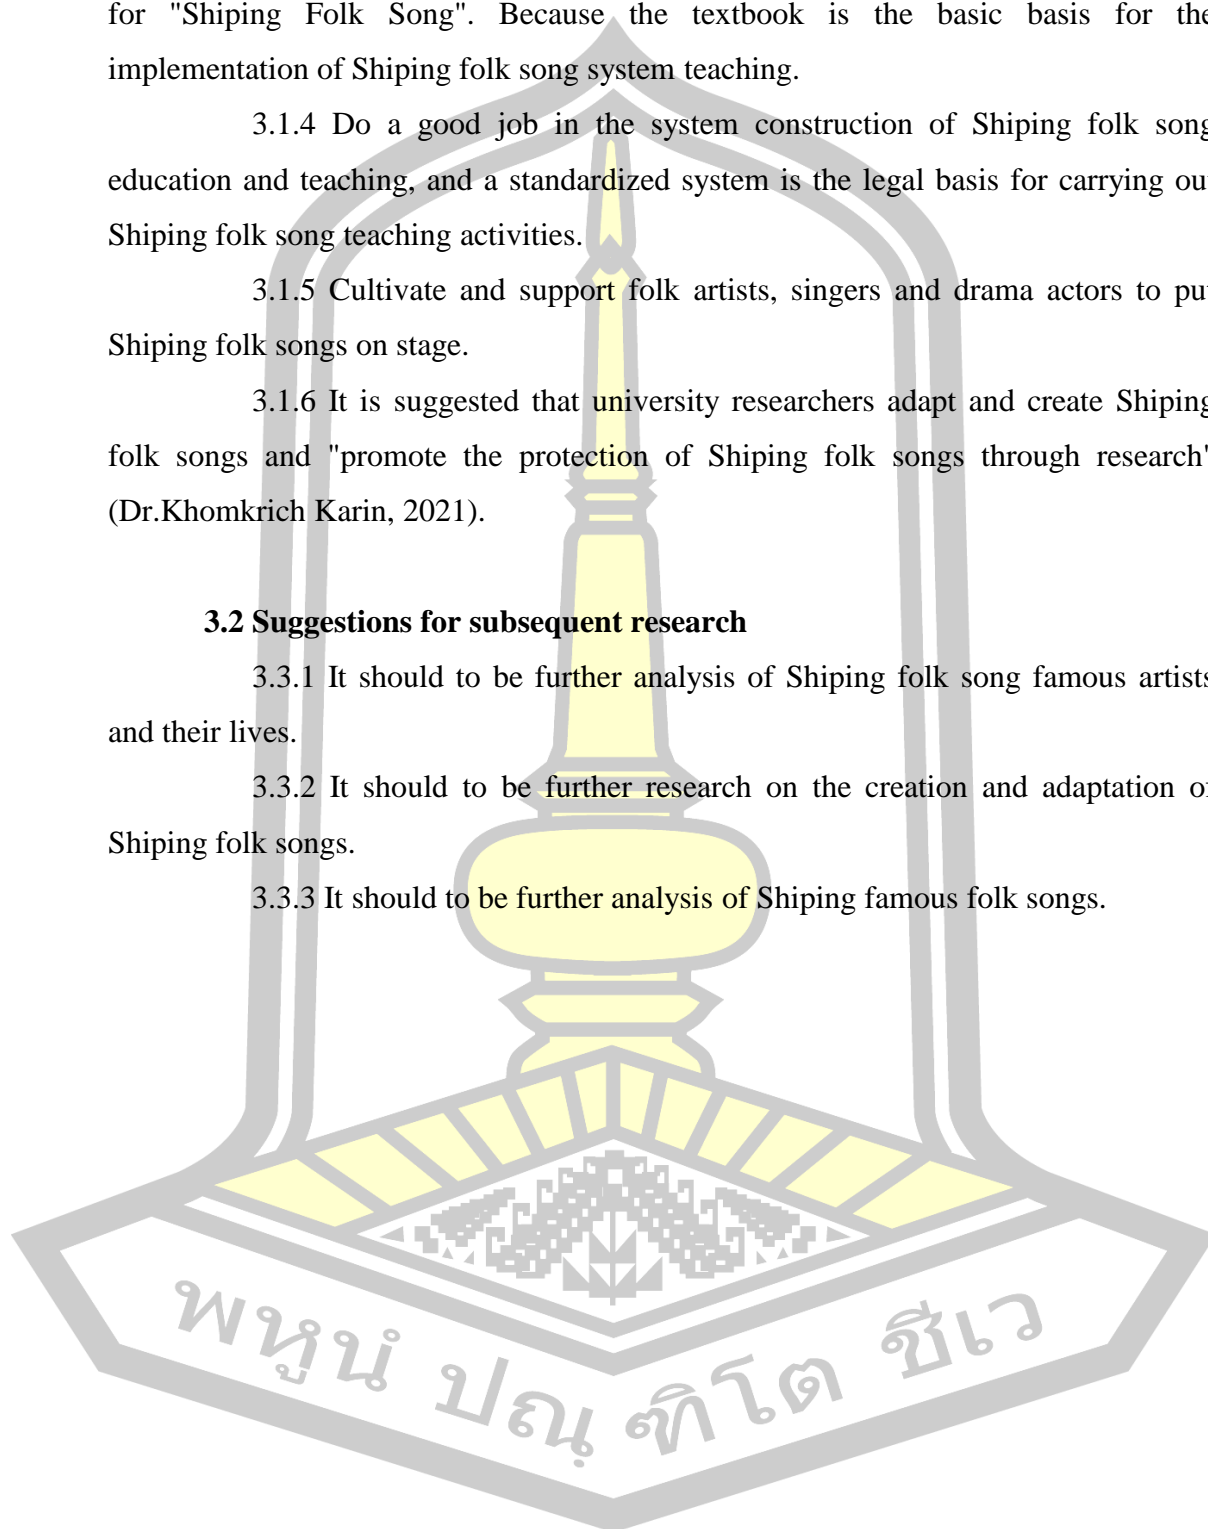 for "Shiping Folk Song". Because the textbook is the basic basis for the
implementation of Shiping folk song system teaching.
3.1.4 Do a good job in the system construction of Shiping folk song
education and teaching, and a standardized system is the legal basis for carrying out
Shiping folk song teaching activities.
3.1.5 Cultivate and support folk artists, singers and drama actors to put
Shiping folk songs on stage.
3.1.6 It is suggested that university researchers adapt and create Shiping
folk songs and "promote the protection of Shiping folk songs through research"
(Dr.Khomkrich Karin, 2021).
3.2 Suggestions for subsequent research
3.3.1 It should to be further analysis of Shiping folk song famous artists
and their lives.
3.3.2 It should to be further research on the creation and adaptation of
Shiping folk songs.
3.3.3 It should to be further analysis of Shiping famous folk songs.
พหูนํ ปณฺ ฑิโต ชีเว